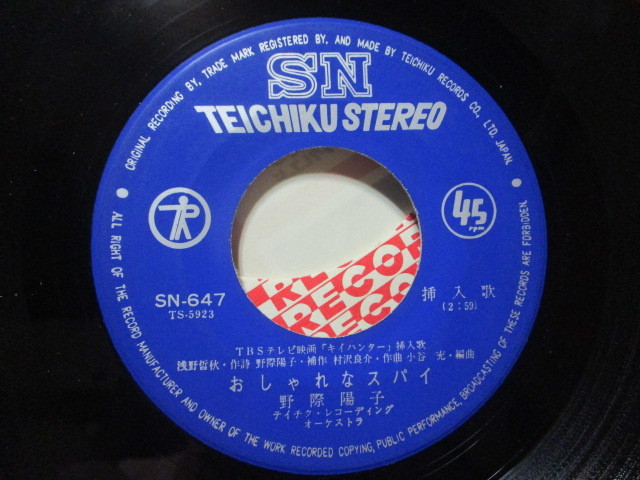 ORIGINAL RECORDING BY, TRADE MARK REGISTERED BY, AND MADE BY TEICHIKU RECORDS CO., LTD. JAPAN.
SN
TEICHIKU STEREO
45
rpm
SN-647
TS-5923
挿入歌
(2:59)
TBSテレビ映画「キイハンター」挿入歌
浅野哲秋・作詩 野際陽子・補作 村沢良介・作曲 小谷 充・編曲
おしゃれなスパイ
野際陽子
テイチク・レコーディング
オーケストラ
ALL RIGHT OF THE RECORD MANUFACTURER AND OWNER OF THE WORK RECORDED COPYING, PUBLIC PERFORMANCE, BROADCASTING OF THESE RECORDS ARE FORBIDDEN.
RECOR
RECOR
RECO